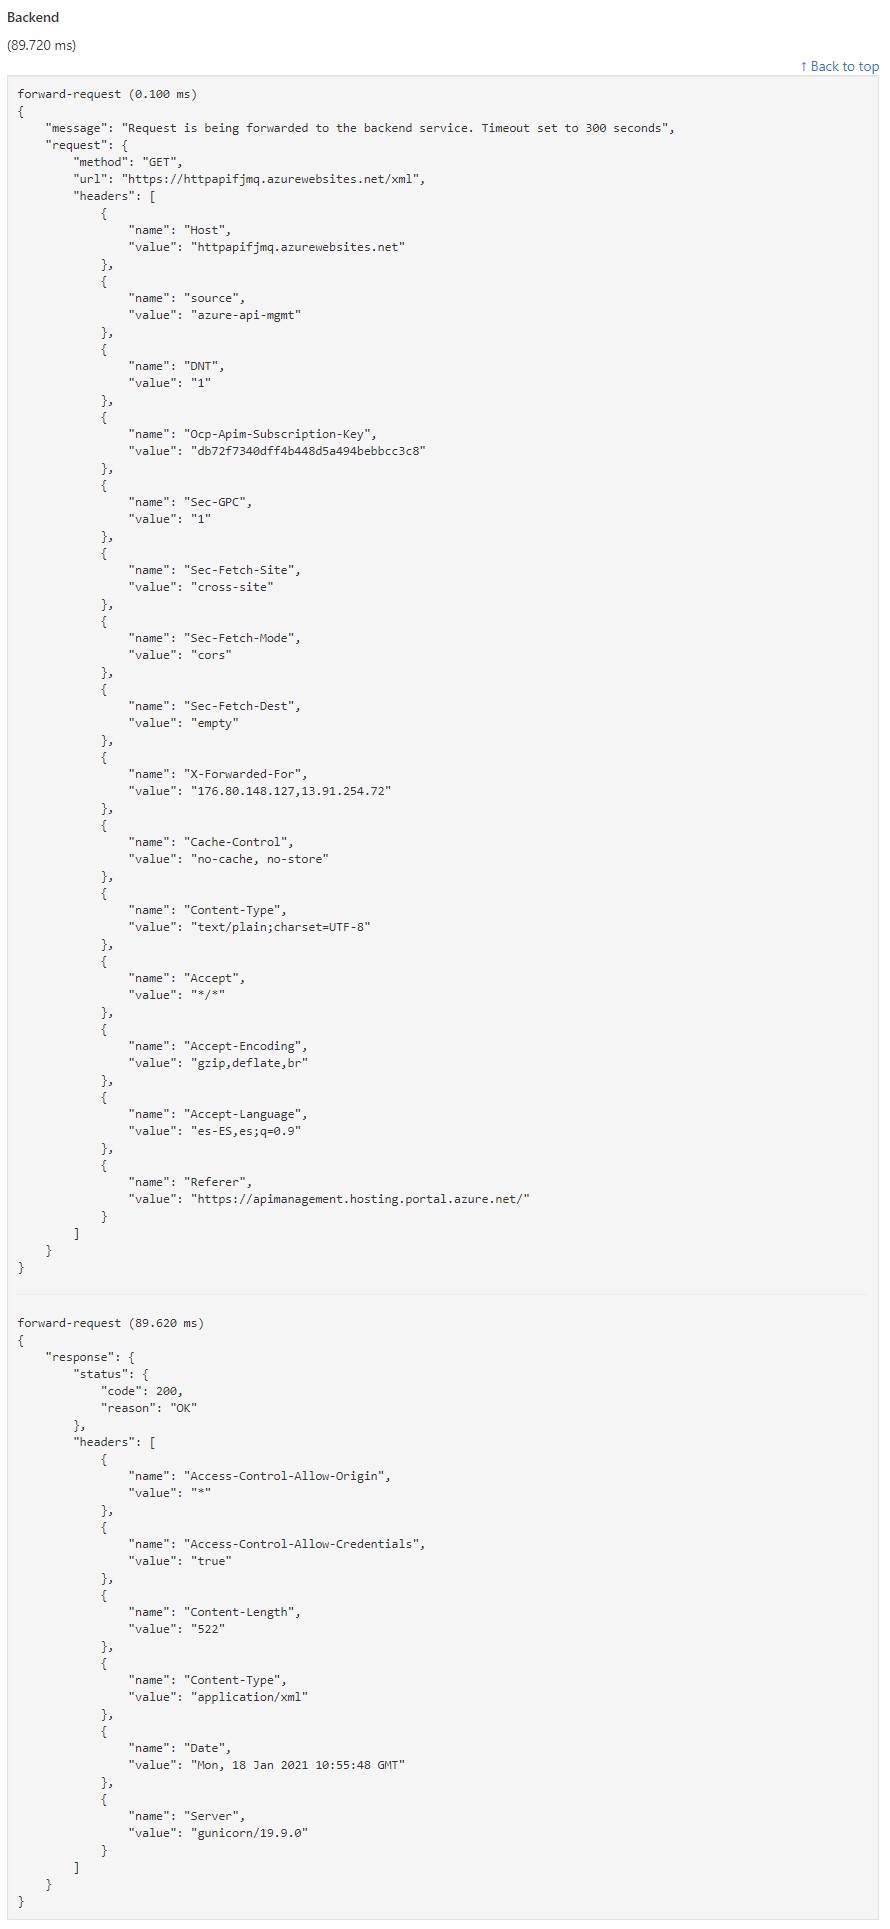 Backend
(89.720 ms)
↑ Back to top
forward-request (0.100 ms)
{
    "message": "Request is being forwarded to the backend service. Timeout set to 300 seconds",
    "request": {
        "method": "GET",
        "url": "https://httpapifjmq.azurewebsites.net/xml",
        "headers": [
            {
                "name": "Host",
                "value": "httpapifjmq.azurewebsites.net"
            },
            {
                "name": "source",
                "value": "azure-api-mgmt"
            },
            {
                "name": "DNT",
                "value": "1"
            },
            {
                "name": "Ocp-Apim-Subscription-Key",
                "value": "db72f7340dff4b448d5a494bebbcc3c8"
            },
            {
                "name": "Sec-GPC",
                "value": "1"
            },
            {
                "name": "Sec-Fetch-Site",
                "value": "cross-site"
            },
            {
                "name": "Sec-Fetch-Mode",
                "value": "cors"
            },
            {
                "name": "Sec-Fetch-Dest",
                "value": "empty"
            },
            {
                "name": "X-Forwarded-For",
                "value": "176.80.148.127,13.91.254.72"
            },
            {
                "name": "Cache-Control",
                "value": "no-cache, no-store"
            },
            {
                "name": "Content-Type",
                "value": "text/plain;charset=UTF-8"
            },
            {
                "name": "Accept",
                "value": "*/*"
            },
            {
                "name": "Accept-Encoding",
                "value": "gzip,deflate,br"
            },
            {
                "name": "Accept-Language",
                "value": "es-ES,es;q=0.9"
            },
            {
                "name": "Referer",
                "value": "https://apimanagement.hosting.portal.azure.net/"
            }
        ]
    }
}
forward-request (89.620 ms)
{
    "response": {
        "status": {
            "code": 200,
            "reason": "OK"
        },
        "headers": [
            {
                "name": "Access-Control-Allow-Origin",
                "value": "*"
            },
            {
                "name": "Access-Control-Allow-Credentials",
                "value": "true"
            },
            {
                "name": "Content-Length",
                "value": "522"
            },
            {
                "name": "Content-Type",
                "value": "application/xml"
            },
            {
                "name": "Date",
                "value": "Mon, 18 Jan 2021 10:55:48 GMT"
            },
            {
                "name": "Server",
                "value": "gunicorn/19.9.0"
            }
        ]
    }
}